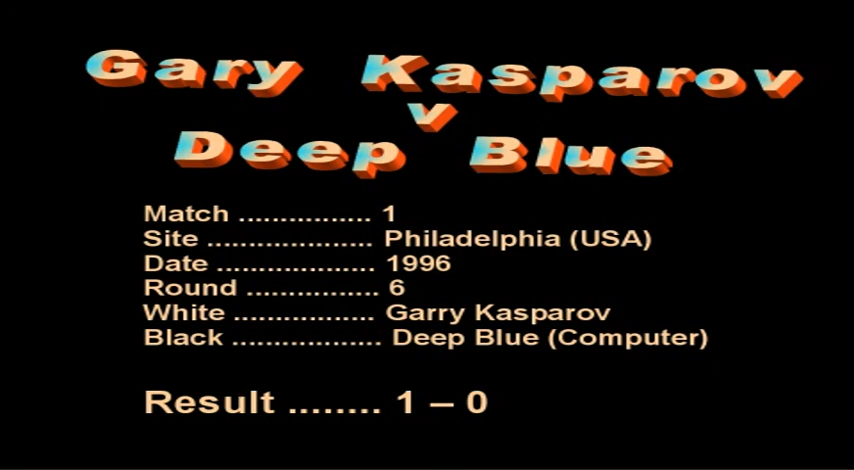 Gary Kasparov
v
Deep Blue
Match ................ 1
Site .................... Philadelphia (USA)
Date ................... 1996
Round ................ 6
White ................. Garry Kasparov
Black .................. Deep Blue (Computer)
Result ........ 1 – 0